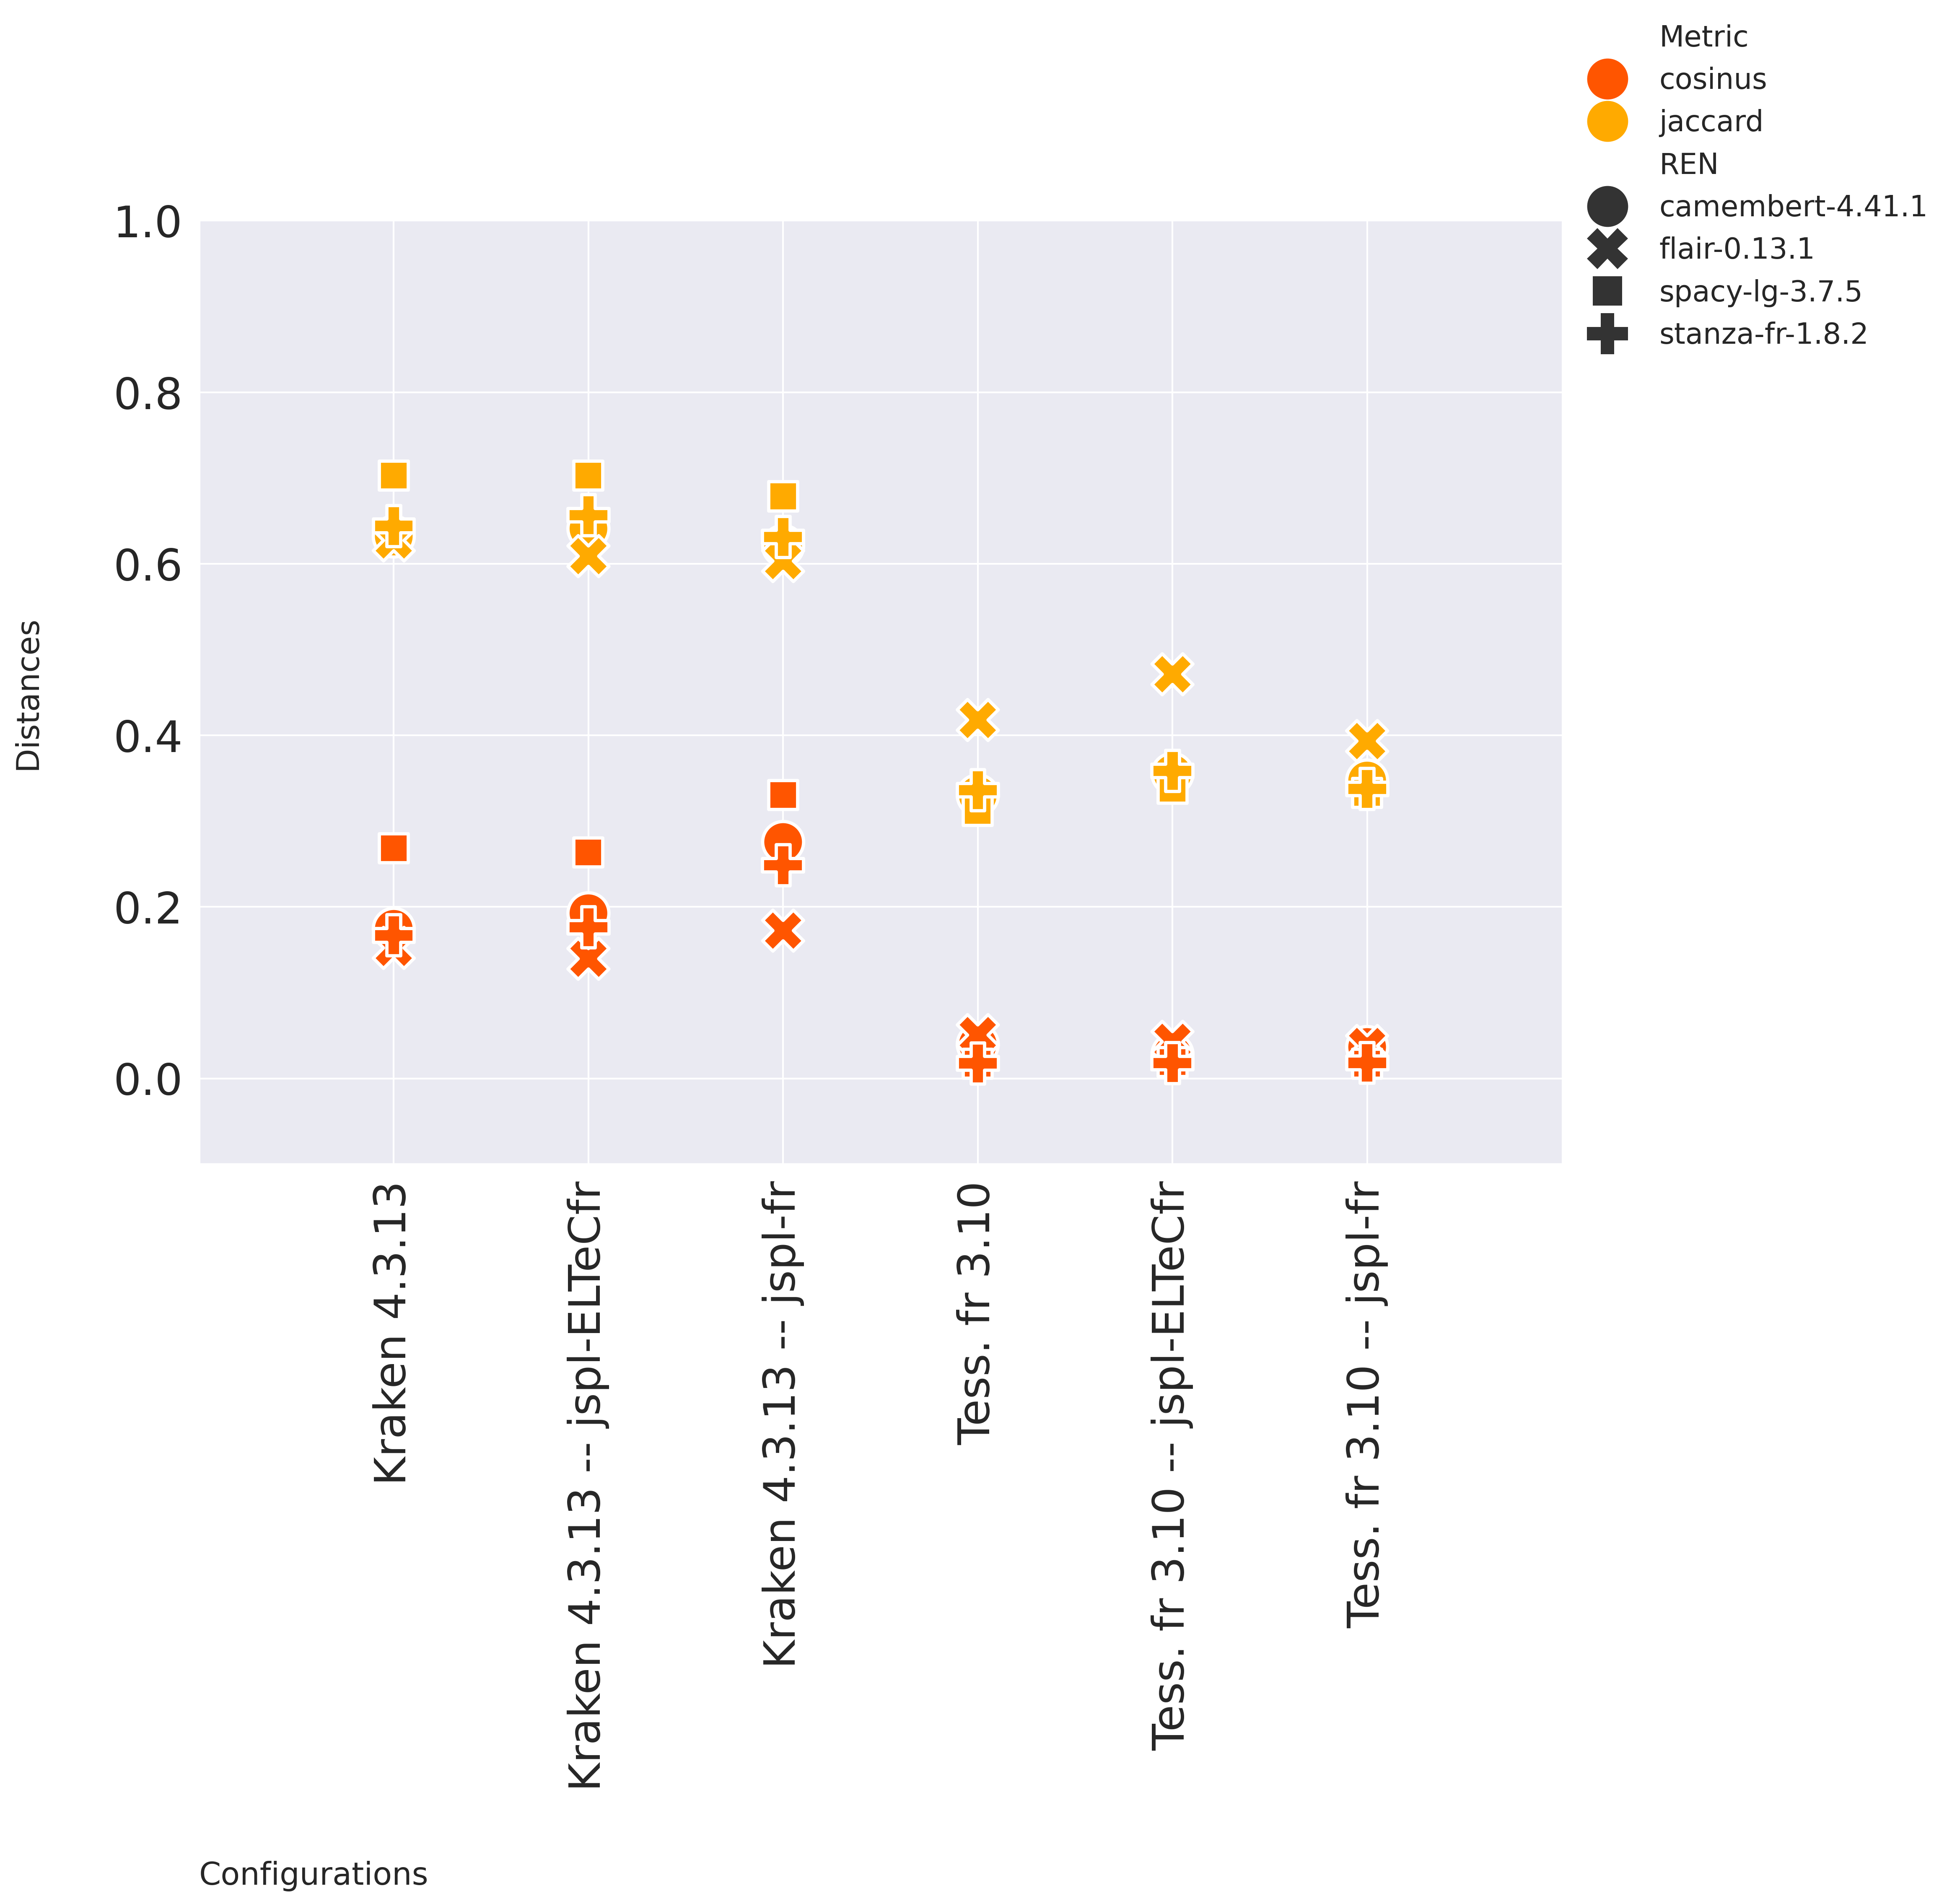 Metric
cosinus
jaccard
REN
camembert-4.41.1
flair-0.13.1
spacy-lg-3.7.5
stanza-fr-1.8.2
Distances
1.0
0.8
0.6
0.4
0.2
0.0
Kraken 4.3.13
Kraken 4.3.13 -- jspl-ELTeCfr
Kraken 4.3.13 -- jspl-fr
Tess. fr 3.10
Tess. fr 3.10 -- jspl-ELTeCfr
Tess. fr 3.10 -- jspl-fr
Configurations